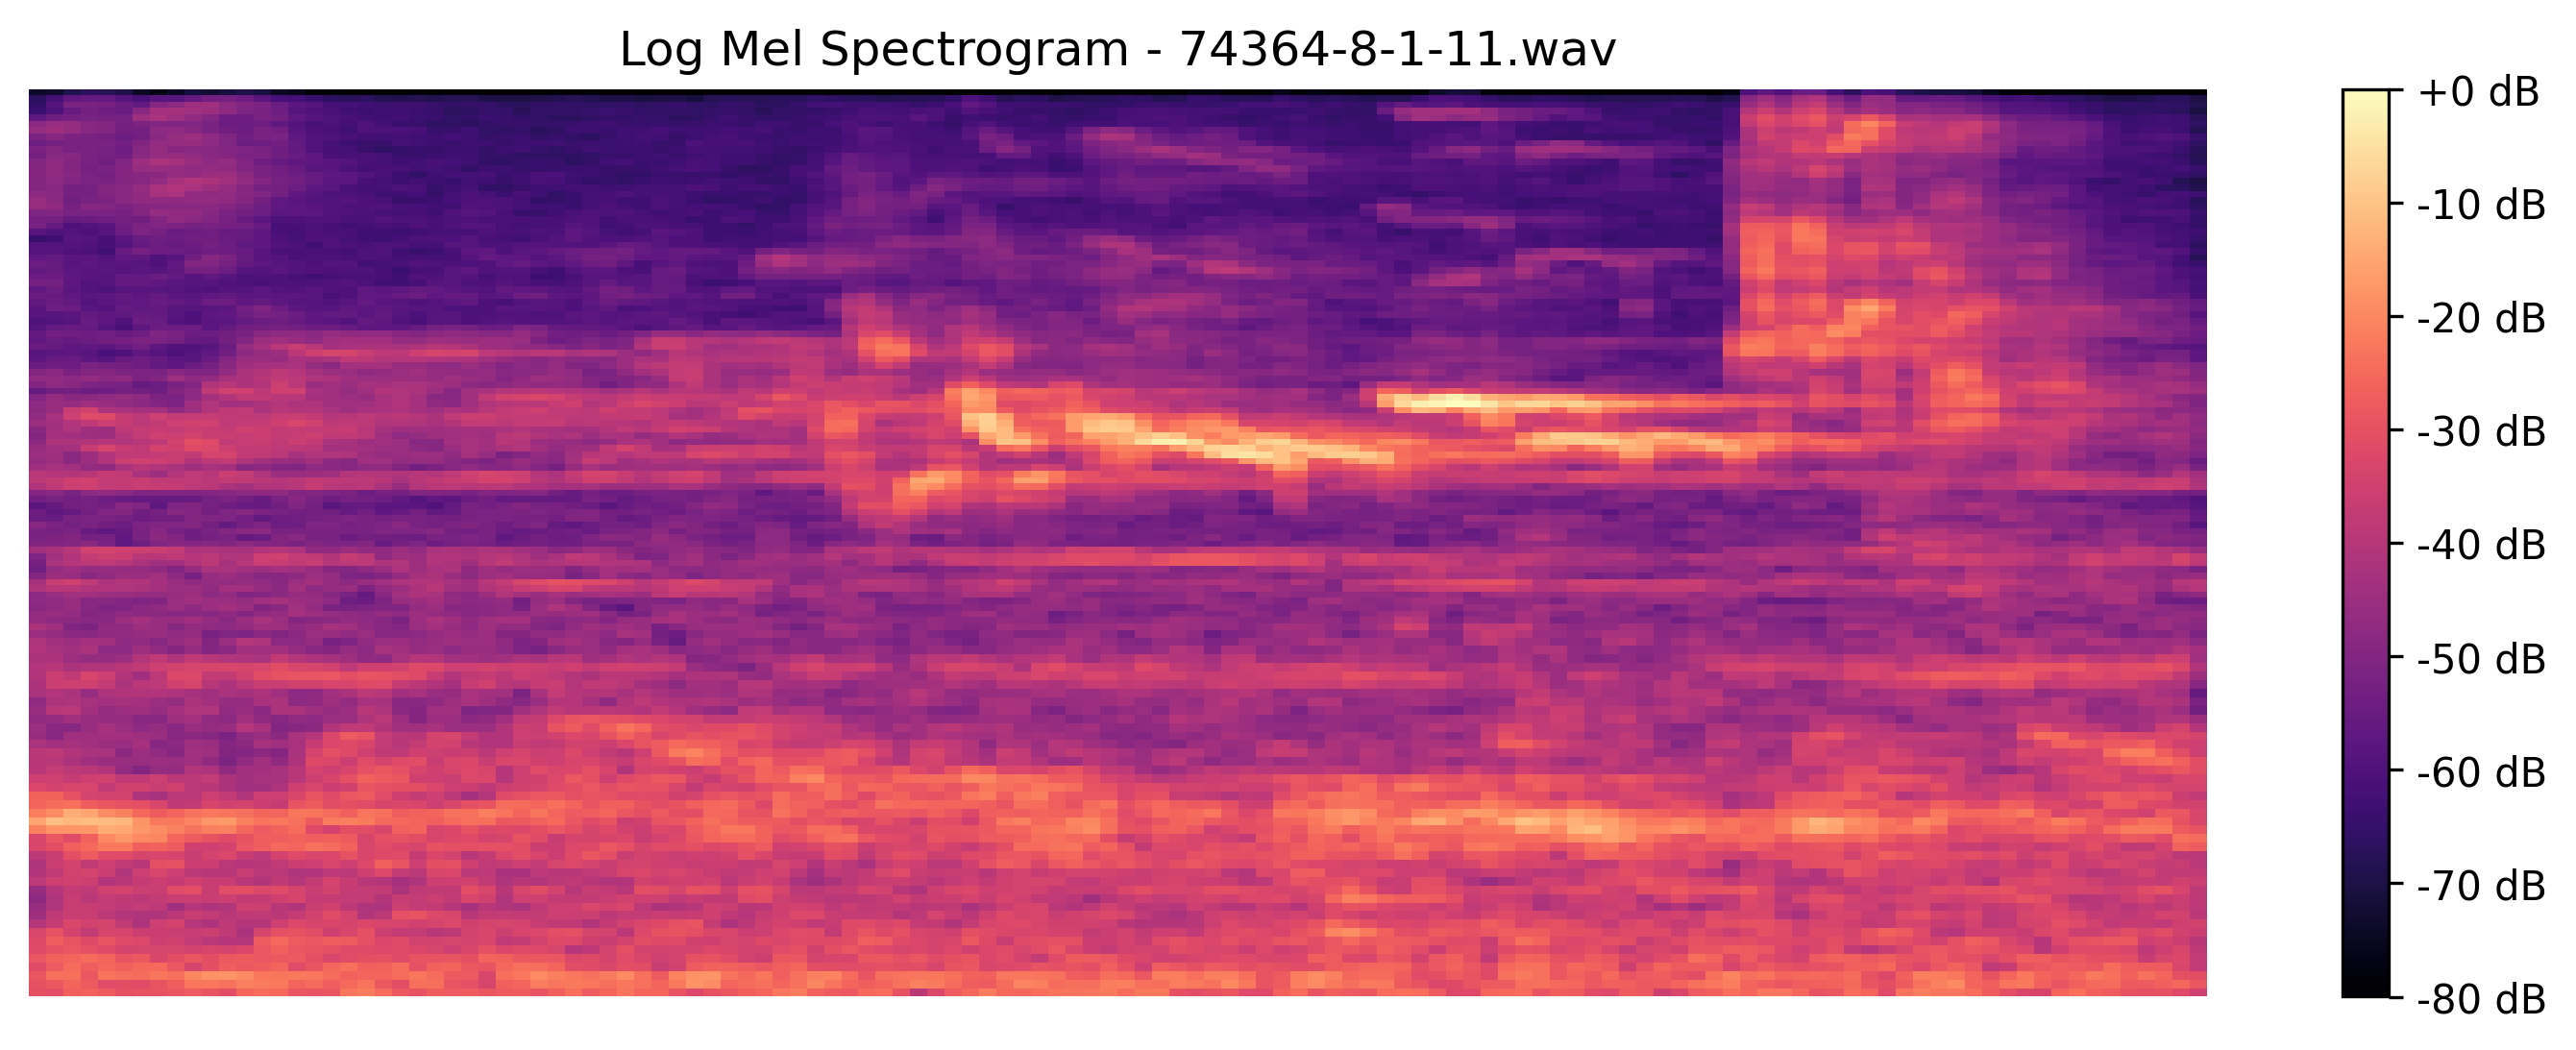 Log Mel Spectrogram - 74364-8-1-11.wav
+0 dB
-10 dB
-20 dB
-30 dB
-40 dB
-50 dB
-60 dB
-70 dB
-80 dB